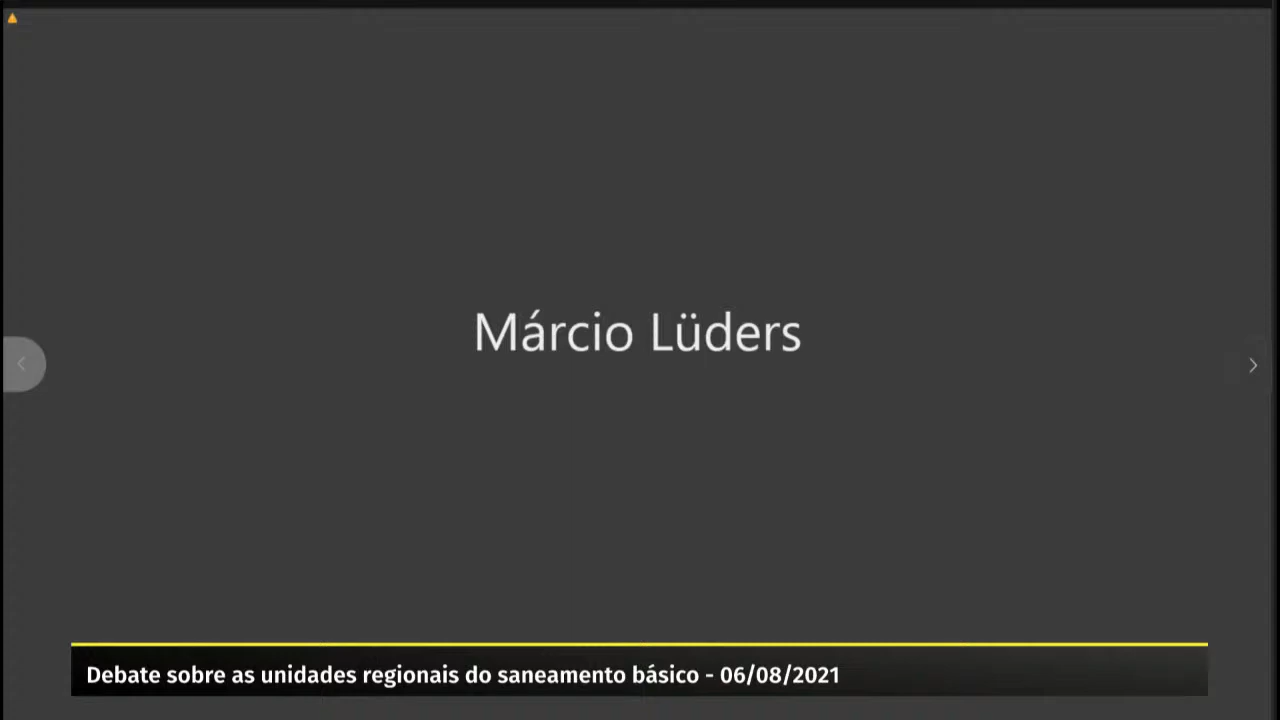 Márcio Lüders
Debate sobre as unidades regionais do saneamento básico - 06/08/2021